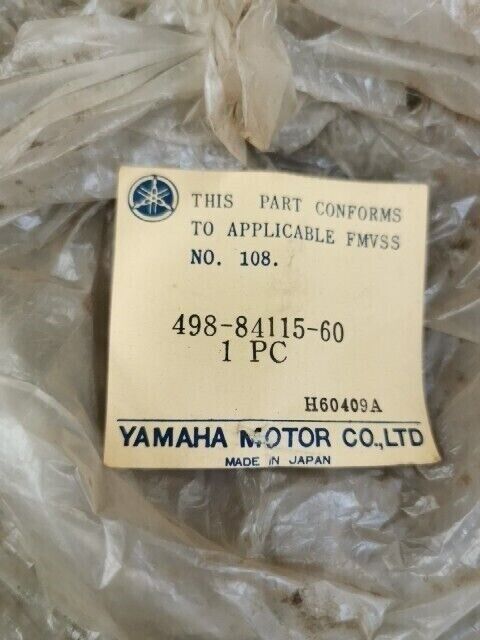 THIS PART CONFORMS
TO APPLICABLE FMVSS
NO. 108.
498-84115-60
1 PC
H60409A
YAMAHA MOTOR CO.,LTD
MADE IN JAPAN